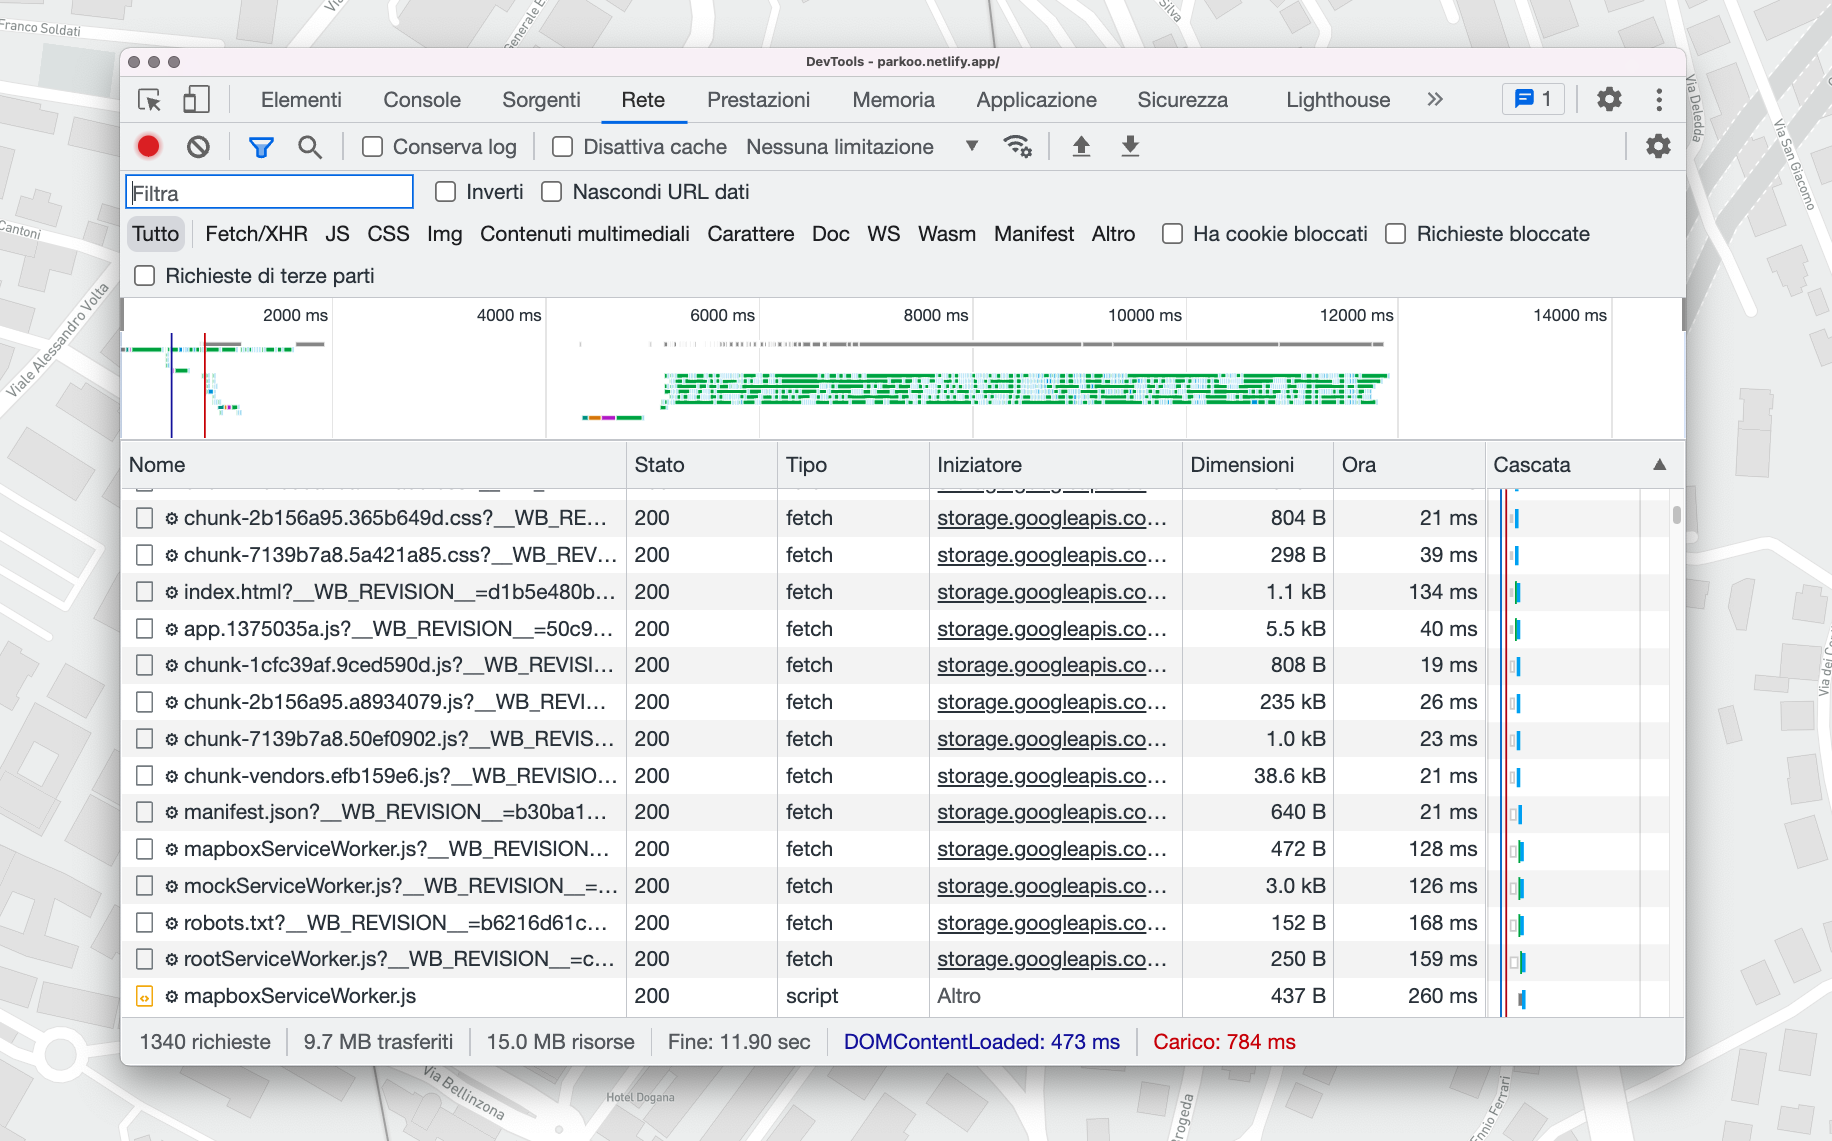 Franco Soldati
Generale
Silva
DevTools - parkoo.netlify.app/
Elementi Console Sorgenti Rete Prestazioni Memoria Applicazione Sicurezza Lighthouse » 1
Conserva log Disattiva cache Nessuna limitazione
Filtra Inverti Nascondi URL dati
Tutto Fetch/XHR JS CSS Img Contenuti multimediali Carattere Doc WS Wasm Manifest Altro Ha cookie bloccati Richieste bloccate
Richieste di terze parti
2000 ms 4000 ms 6000 ms 8000 ms 10000 ms 12000 ms 14000 ms
Nome Stato Tipo Iniziatore Dimensioni Ora Cascata
chunk-2b156a95.365b649d.css?__WB_RE... 200 fetch storage.googleapis.co... 804 B 21 ms
chunk-7139b7a8.5a421a85.css?__WB_REV... 200 fetch storage.googleapis.co... 298 B 39 ms
index.html?__WB_REVISION__=d1b5e480b... 200 fetch storage.googleapis.co... 1.1 kB 134 ms
app.1375035a.js?__WB_REVISION__=50c9... 200 fetch storage.googleapis.co... 5.5 kB 40 ms
chunk-1cfc39af.9ced590d.js?__WB_REVISI... 200 fetch storage.googleapis.co... 808 B 19 ms
chunk-2b156a95.a8934079.js?__WB_REVI... 200 fetch storage.googleapis.co... 235 kB 26 ms
chunk-7139b7a8.50ef0902.js?__WB_REVIS... 200 fetch storage.googleapis.co... 1.0 kB 23 ms
chunk-vendors.efb159e6.js?__WB_REVISIO... 200 fetch storage.googleapis.co... 38.6 kB 21 ms
manifest.json?__WB_REVISION__=b30ba1... 200 fetch storage.googleapis.co... 640 B 21 ms
mapboxServiceWorker.js?__WB_REVISION... 200 fetch storage.googleapis.co... 472 B 128 ms
mockServiceWorker.js?__WB_REVISION__=... 200 fetch storage.googleapis.co... 3.0 kB 126 ms
robots.txt?__WB_REVISION__=b6216d61c... 200 fetch storage.googleapis.co... 152 B 168 ms
rootServiceWorker.js?__WB_REVISION__=c... 200 fetch storage.googleapis.co... 250 B 159 ms
mapboxServiceWorker.js 200 script Altro 437 B 260 ms
1340 richieste 9.7 MB trasferiti 15.0 MB risorse Fine: 11.90 sec DOMContentLoaded: 473 ms Carico: 784 ms
Cantoni
Viale Alessandro Volta
Via Deledda
Via San Giacomo
Via dei
Via Bellinzona
Hotel Dogana
Ennio Ferrari